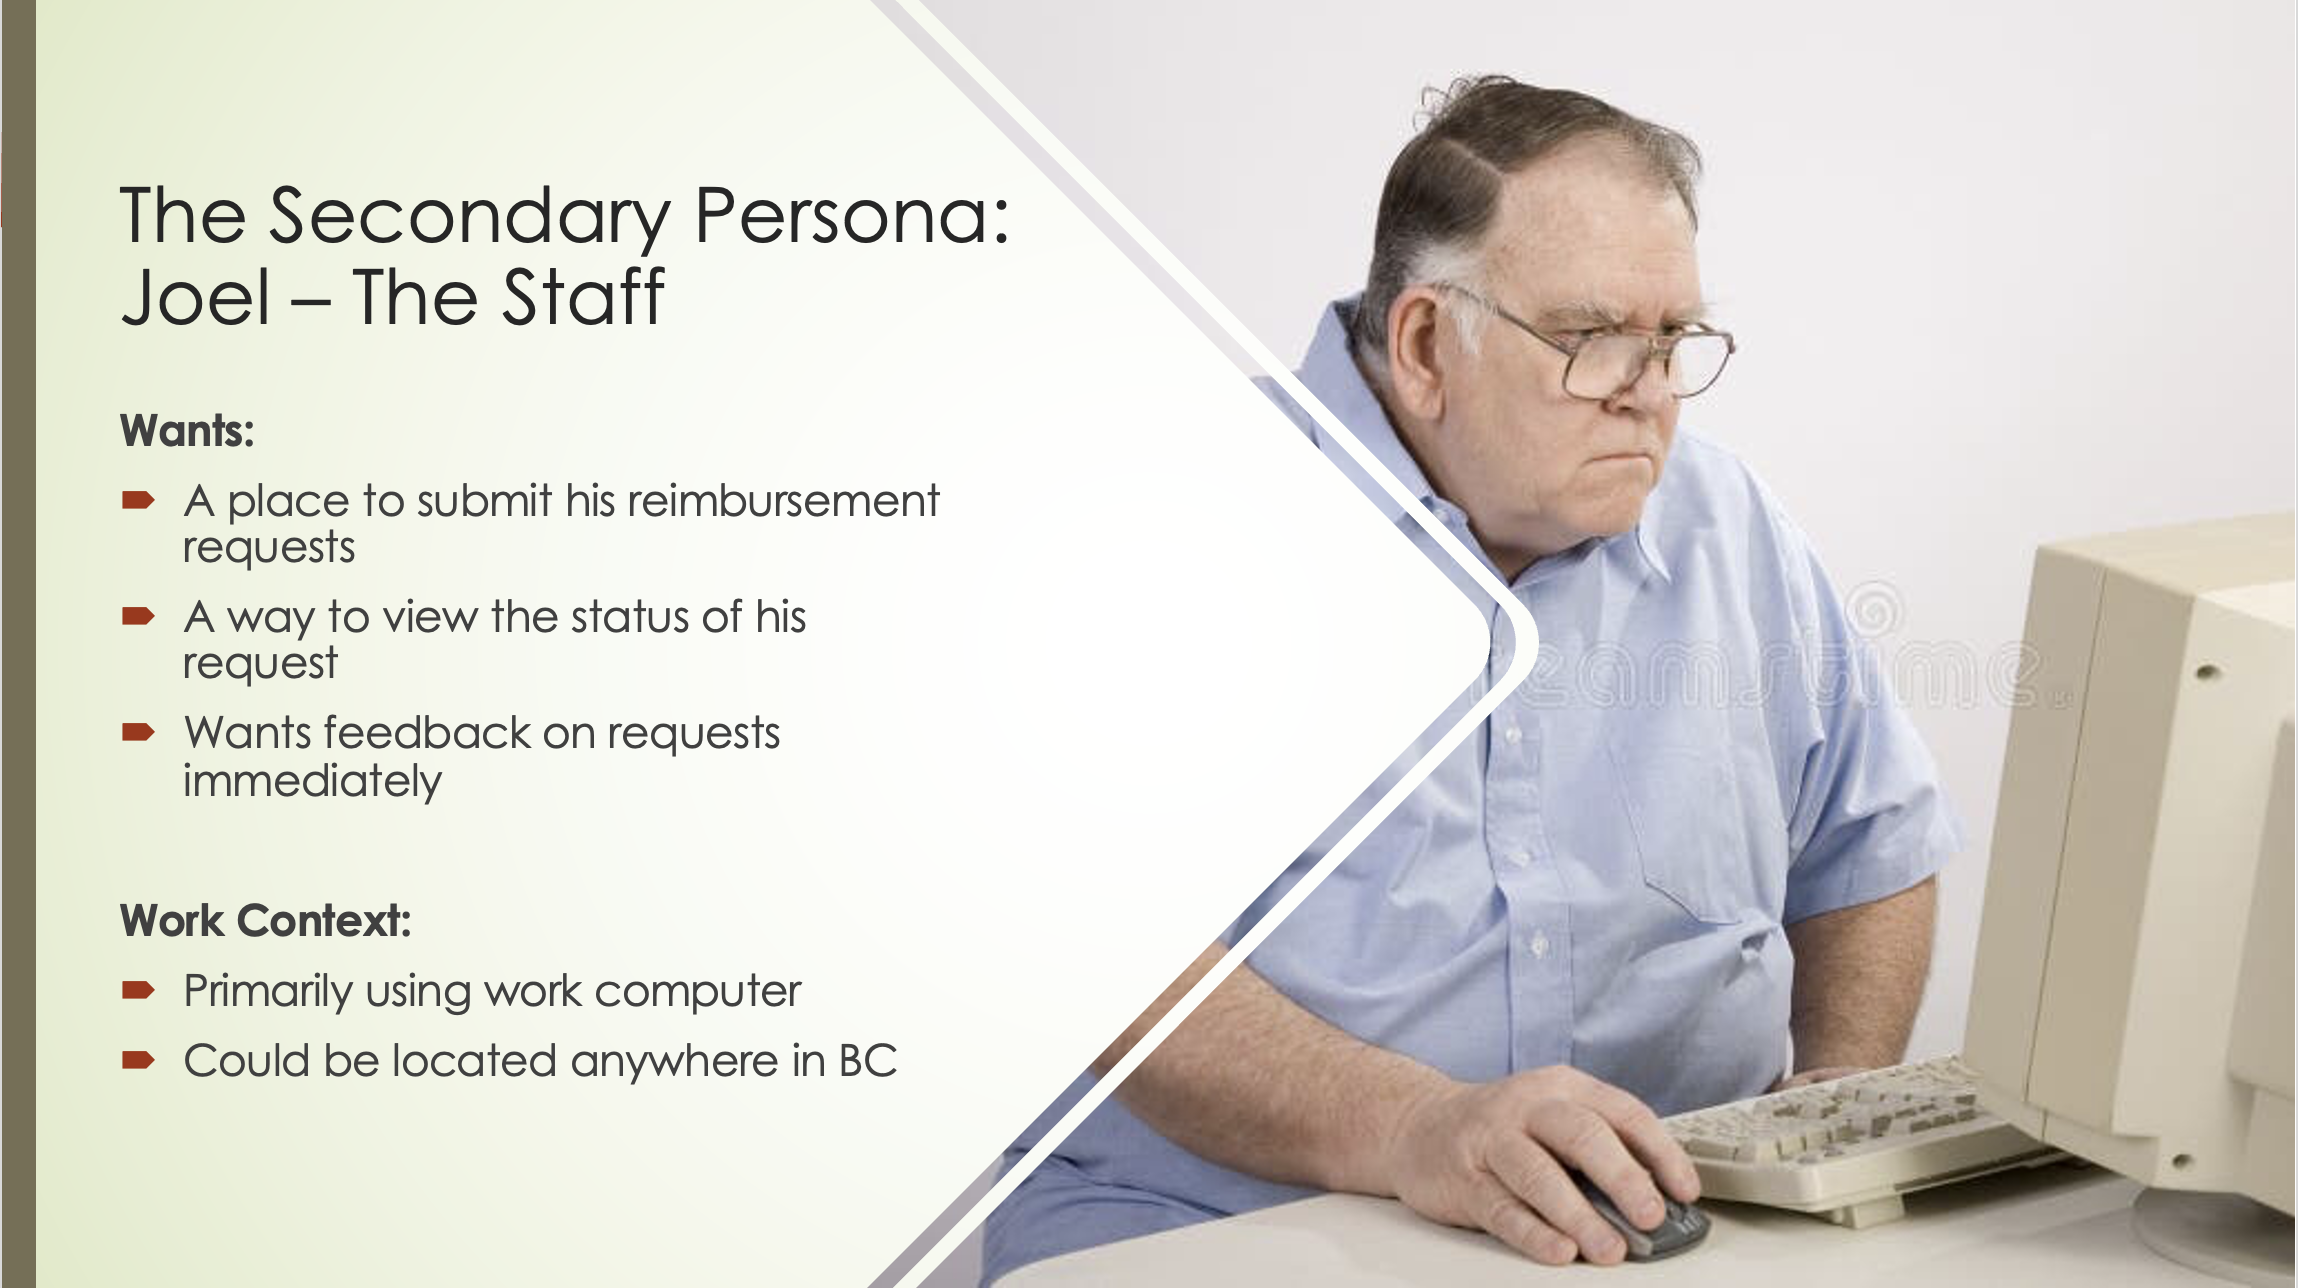 The Secondary Persona:
Joel – The Staff
Wants:
A place to submit his reimbursement
requests
A way to view the status of his
request
Wants feedback on requests
immediately
Work Context:
Primarily using work computer
Could be located anywhere in BC
eamstime